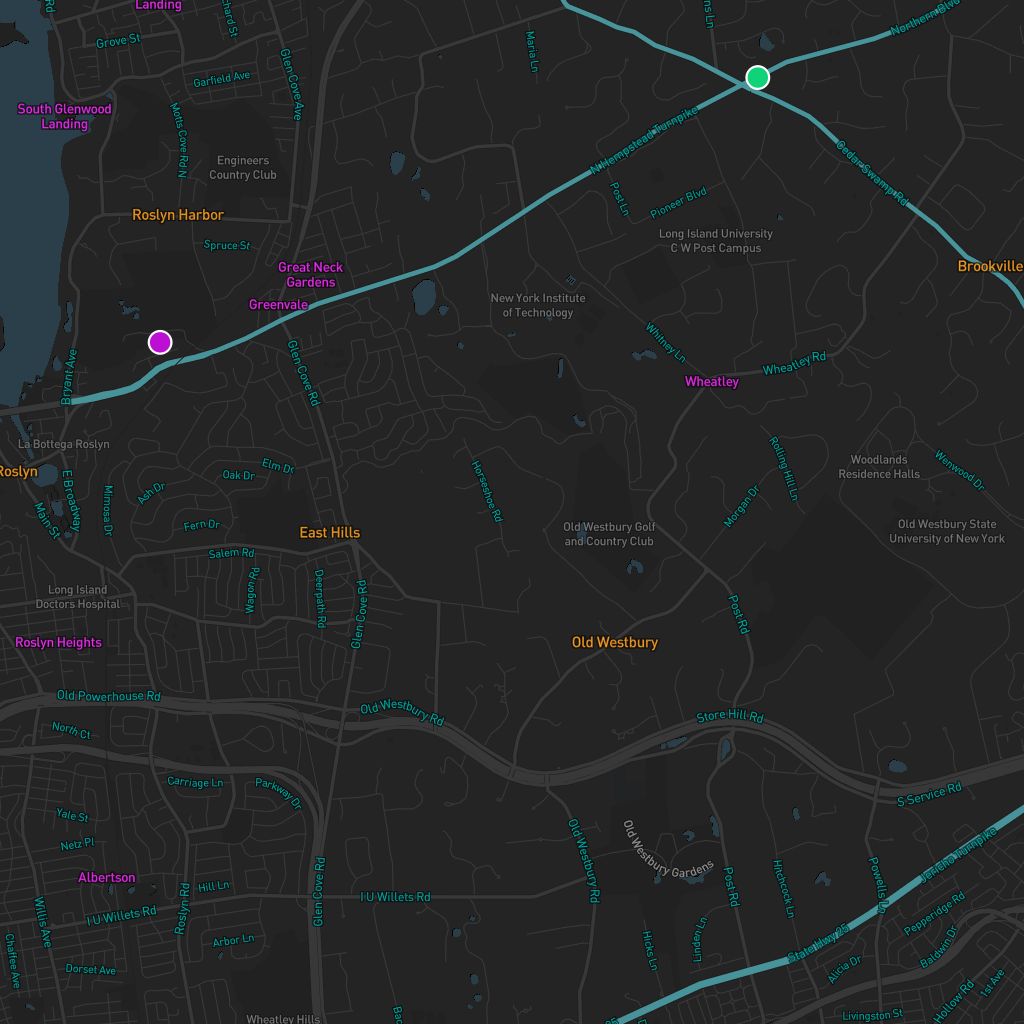 Landing
Grove St
Garfield Ave
Glen Cove Ave
Maria Ln
Northern Blvd
South Glenwood
Landing
Motts Cove Rd N
Engineers
Country Club
N Hempstead Turnpike
Cedar Swamp Rd
Roslyn Harbor
Post Ln
Pioneer Blvd
Spruce St
Long Island University
C W Post Campus
Great Neck
Gardens
Brookville
Greenvale
New York Institute
of Technology
Whitney Ln
Wheatley Rd
Bryant Ave
Glen Cove Rd
Wheatley
La Bottega Roslyn
Roslyn
E Broadway
Main St
Mimosa Dr
Ash Dr
Oak Dr
Elm Dr
Fern Dr
Horseshoe Rd
Rolling Hill Ln
Morgan Dr
Woodlands
Residence Halls
Wenwood Dr
East Hills
Old Westbury Golf
and Country Club
Old Westbury State
University of New York
Salem Rd
Wagon Rd
Deerpath Rd
Glen Cove Rd
Long Island
Doctors Hospital
Post Rd
Roslyn Heights
Old Westbury
Old Powerhouse Rd
Old Westbury Rd
Store Hill Rd
North Ct
Carriage Ln
Parkway Dr
S Service Rd
Yale St
Netz Pl
Old Westbury Rd
Old Westbury Gardens
Jericho Turnpike
Albertson
Hill Ln
I U Willets Rd
Glen Cove Rd
I U Willets Rd
Post Rd
Hitchcock Ln
Powells Ln
Pepperidge Rd
Willis Ave
Roslyn Rd
Arbor Ln
Hicks Ln
Linden Ln
State Hwy 25
Baldwin Dr
Chaffee Ave
Dorset Ave
Alicia Dr
Hollow Rd
1st Ave
Wheatley Hills
Livingston St